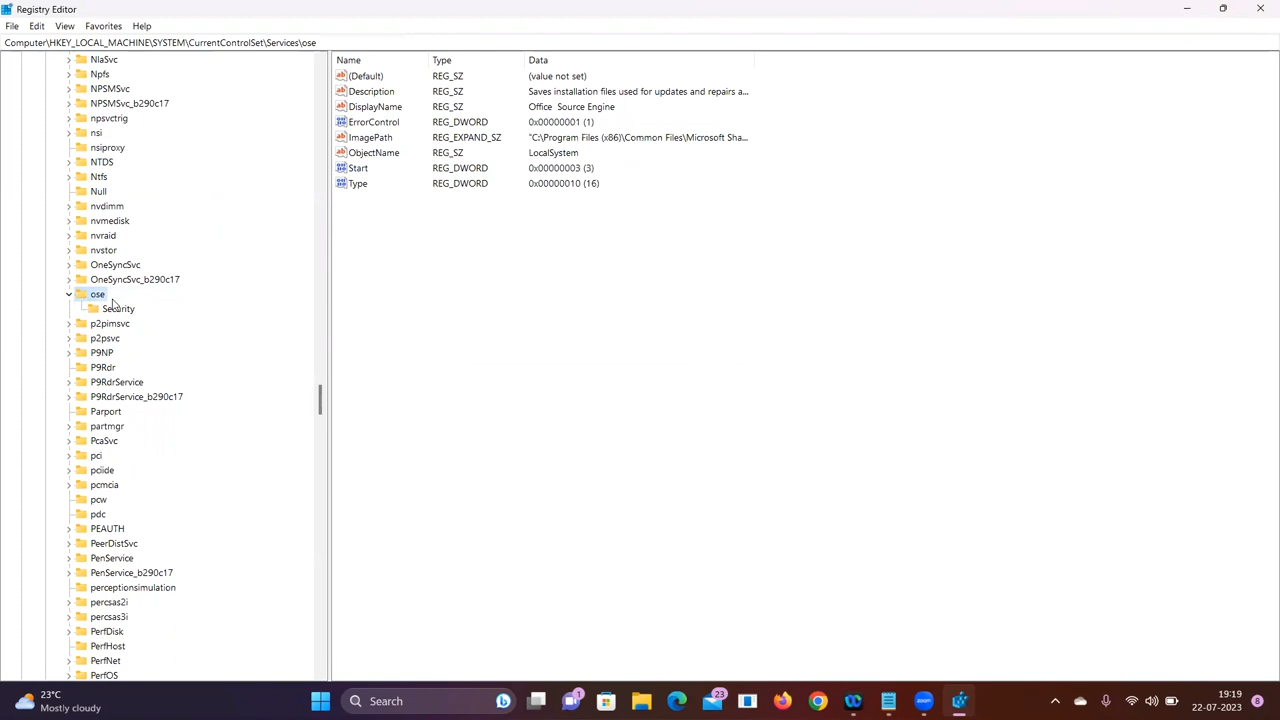 Registry Editor
File Edit View Favorites Help
Computer\HKEY_LOCAL_MACHINE\SYSTEM\CurrentControlSet\Services\ose
NlaSvc
Npfs
NPSMSvc
NPSMSvc_b290c17
npsvctrig
nsi
nsiproxy
NTDS
Ntfs
Null
nvdimm
nvmedisk
nvraid
nvstor
OneSyncSvc
OneSyncSvc_b290c17
ose
Security
p2pimsvc
p2psvc
P9NP
P9Rdr
P9RdrService
P9RdrService_b290c17
Parport
partmgr
PcaSvc
pci
pciide
pcmcia
pcw
pdc
PEAUTH
PeerDistSvc
PenService
PenService_b290c17
perceptionsimulation
percsas2i
percsas3i
PerfDisk
PerfHost
PerfNet
PerfOS
Name Type Data
(Default) REG_SZ (value not set)
Description REG_SZ Saves installation files used for updates and repairs a...
DisplayName REG_SZ Office Source Engine
ErrorControl REG_DWORD 0x00000001 (1)
ImagePath REG_EXPAND_SZ "C:\Program Files (x86)\Common Files\Microsoft Sha...
ObjectName REG_SZ LocalSystem
Start REG_DWORD 0x00000003 (3)
Type REG_DWORD 0x00000010 (16)
23°C
Mostly cloudy
Search
1
23
zoom
19:19
22-07-2023
8